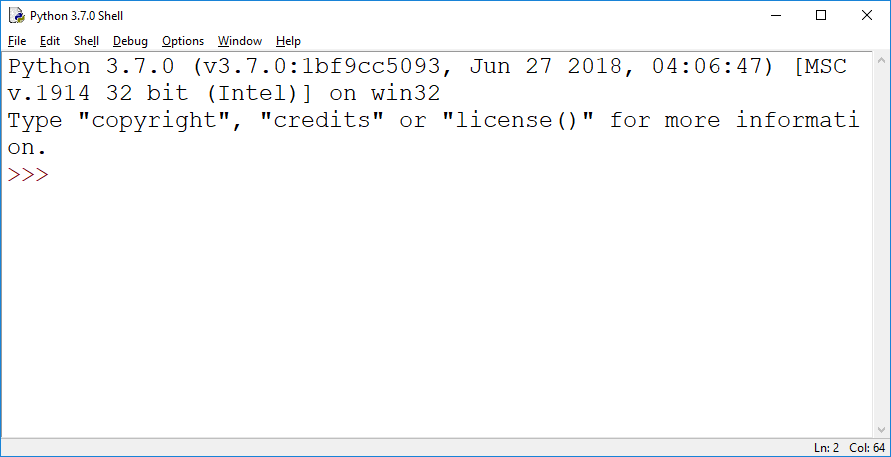 Python 3.7.0 Shell
File Edit Shell Debug Options Window Help
Python 3.7.0 (v3.7.0:1bf9cc5093, Jun 27 2018, 04:06:47) [MSC
v.1914 32 bit (Intel)] on win32
Type "copyright", "credits" or "license()" for more informati
on.
>>>
Ln: 2 Col: 64